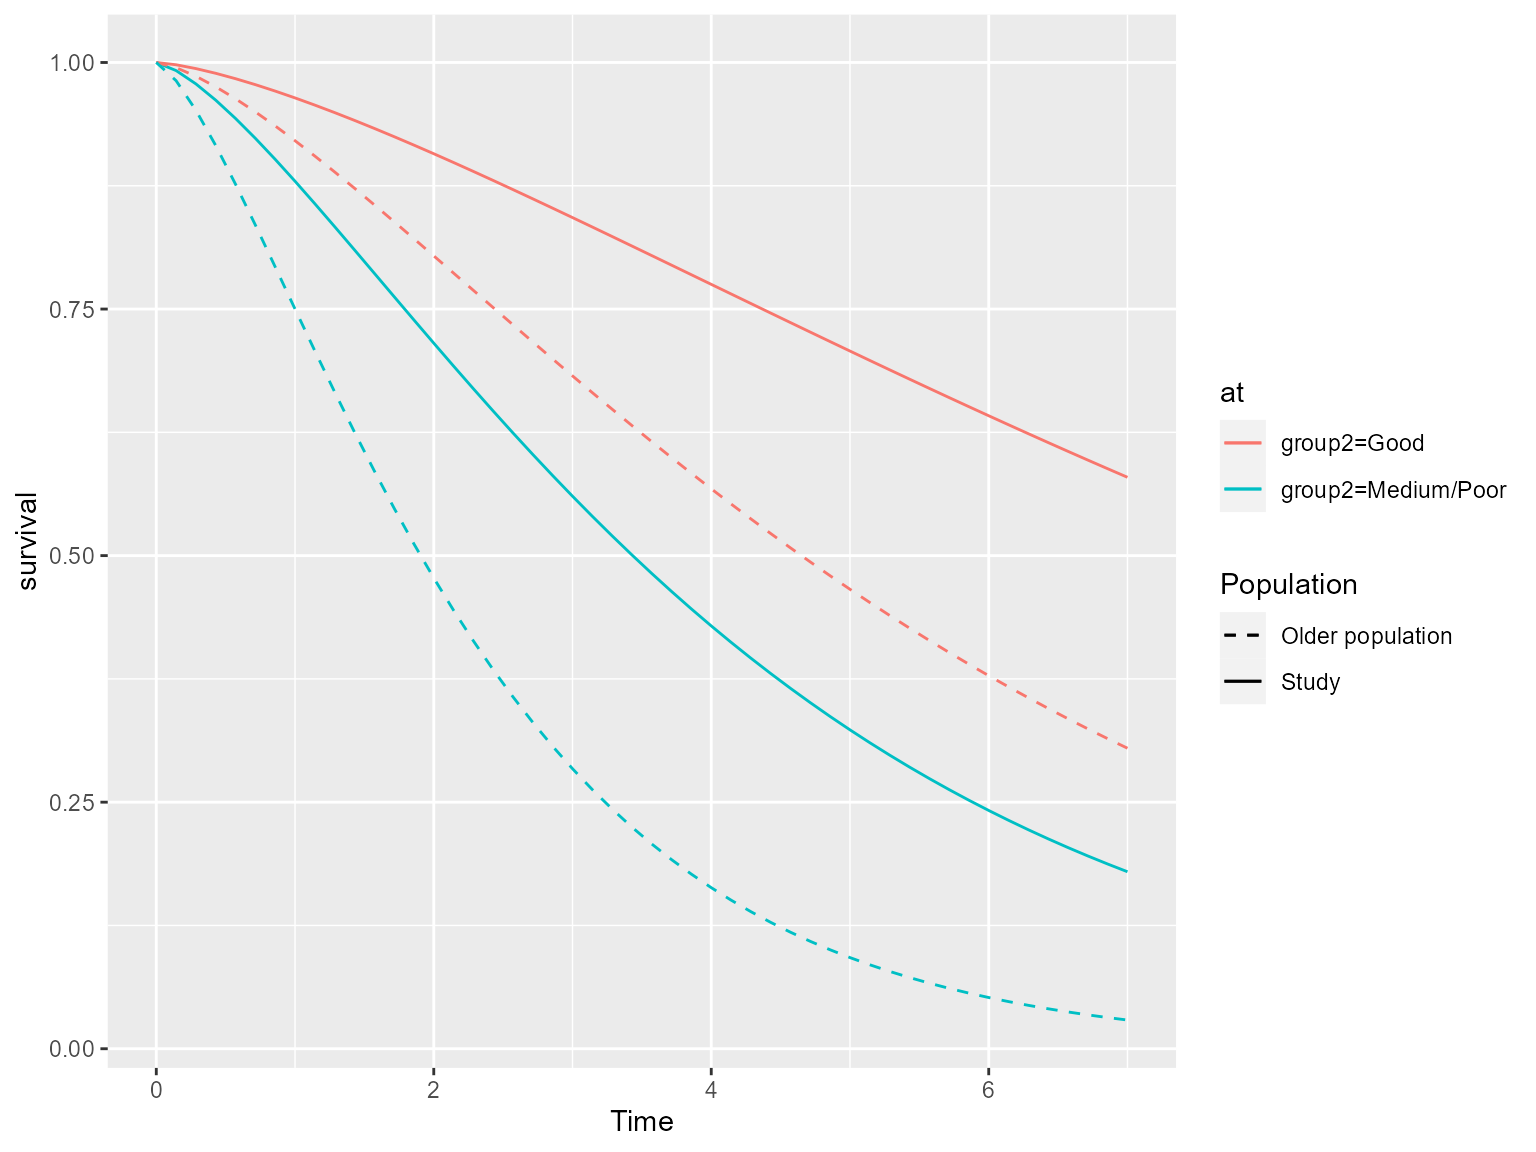 1.00
0.75
0.50
0.25
0.00
survival
0
2
4
6
Time
at
group2=Good
group2=Medium/Poor
Population
Older population
Study